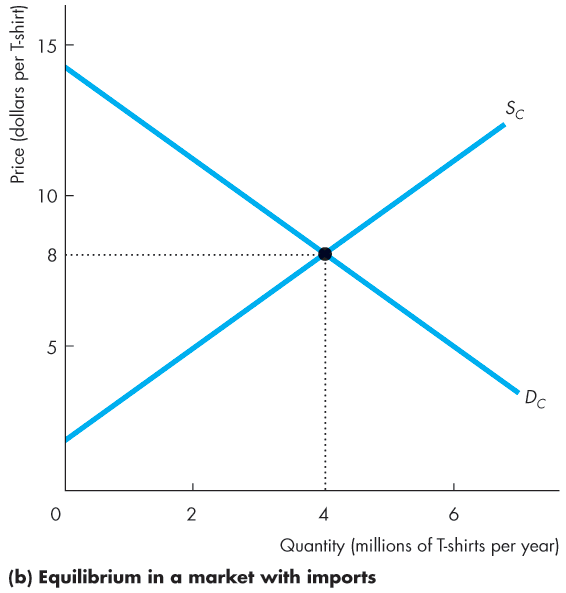 Price (dollars per T-shirt)
15
10
8
5
0
2
4
6
S_C
D_C
Quantity (millions of T-shirts per year)
(b) Equilibrium in a market with imports